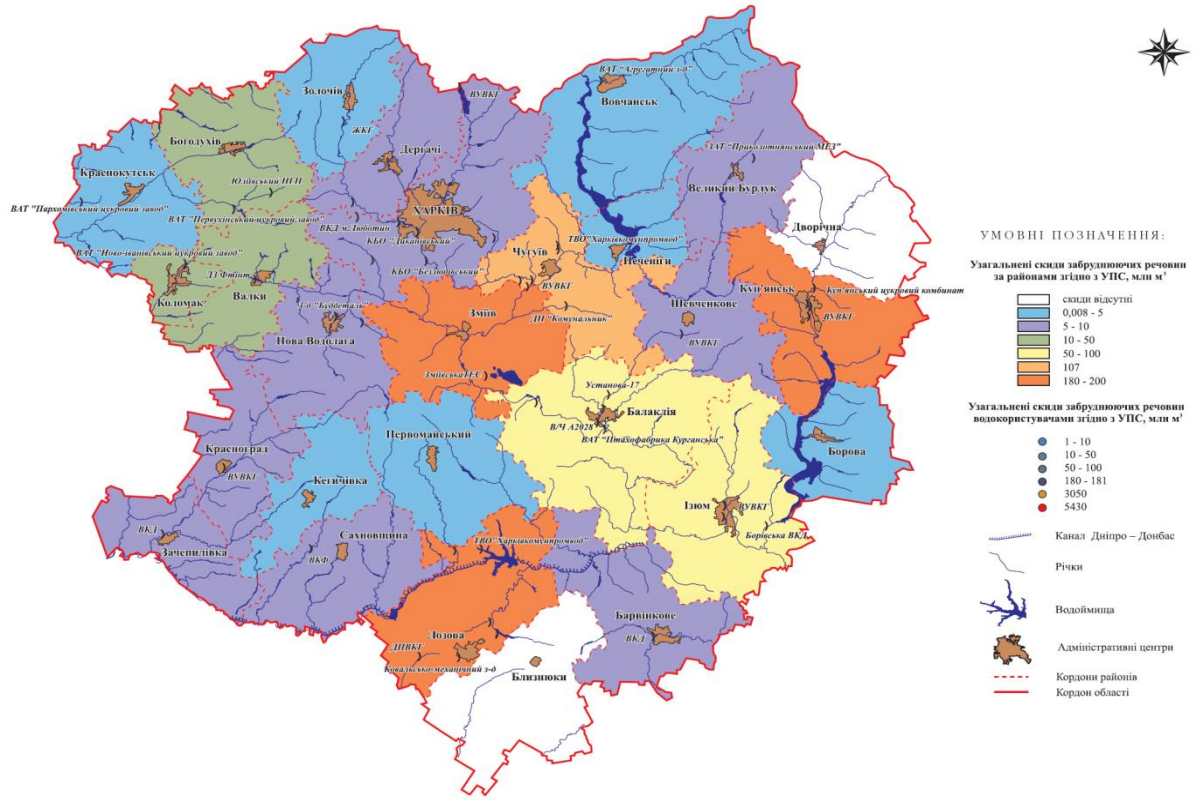 ВАТ "Агрегатний з-д"
Вовчанськ
Золочів
ВУВКГ
ЖКГ
Богодухів
Дергачі
ЗАТ "Приколотнянський МЕЗ"
Краснокутськ
Юліївський НГП
Великий Бурлук
ВАТ "Пархомівський цукровий завод"
ВАТ "Первухінський цукровий завод"
ХАРКІВ
ВКД м.Люботин
КБО "Диканівський"
Дворічна
ТВО"Харківкомунпромвод"
Печеніги
ВАТ "Ново-іванівський цукровий завод"
КБО "Безлюдівський"
Чугуїв
ВУВКГ
Валки
Коломак
Куп'янськ
Куп'янський цукровий комбинат
ВУВКГ
З-д "Буддеталь"
Нова Водолага
Зміїв
ДП "Комунальник"
Шевченкове
ВУВКГ
Зміївська ТЕС
Установа-17
Балаклія
В/Ч А2028
ВАТ "Птахофабрика Курганська"
Борова
Красноград
ВУВКГ
Первомайський
Кегичівка
Ізюм
ВУВКГ
Борівська ВКД
ВКД
Зачепилівка
Сахновщина
ВКФ
ТВО"Харківкомунпромвод"
Барвінкове
ВКД
Лозова
ДПВКГ
Ковальсько-механічний з-д
Близнюки
УМОВНІ ПОЗНАЧЕННЯ:
Узагальнені скиди забруднюючих речовин
за районами згідно з УПС, млн м³
скиди відсутні
0,008 - 5
5 - 10
10 - 50
50 - 100
107
180 - 200
Узагальнені скиди забруднюючих речовин
водокористувачами згідно з УПС, млн м³
1 - 10
10 - 50
50 - 100
180 - 181
3050
5430
Канал Дніпро – Донбас
Річки
Водоймища
Адміністративні центри
Кордони районів
Кордон області